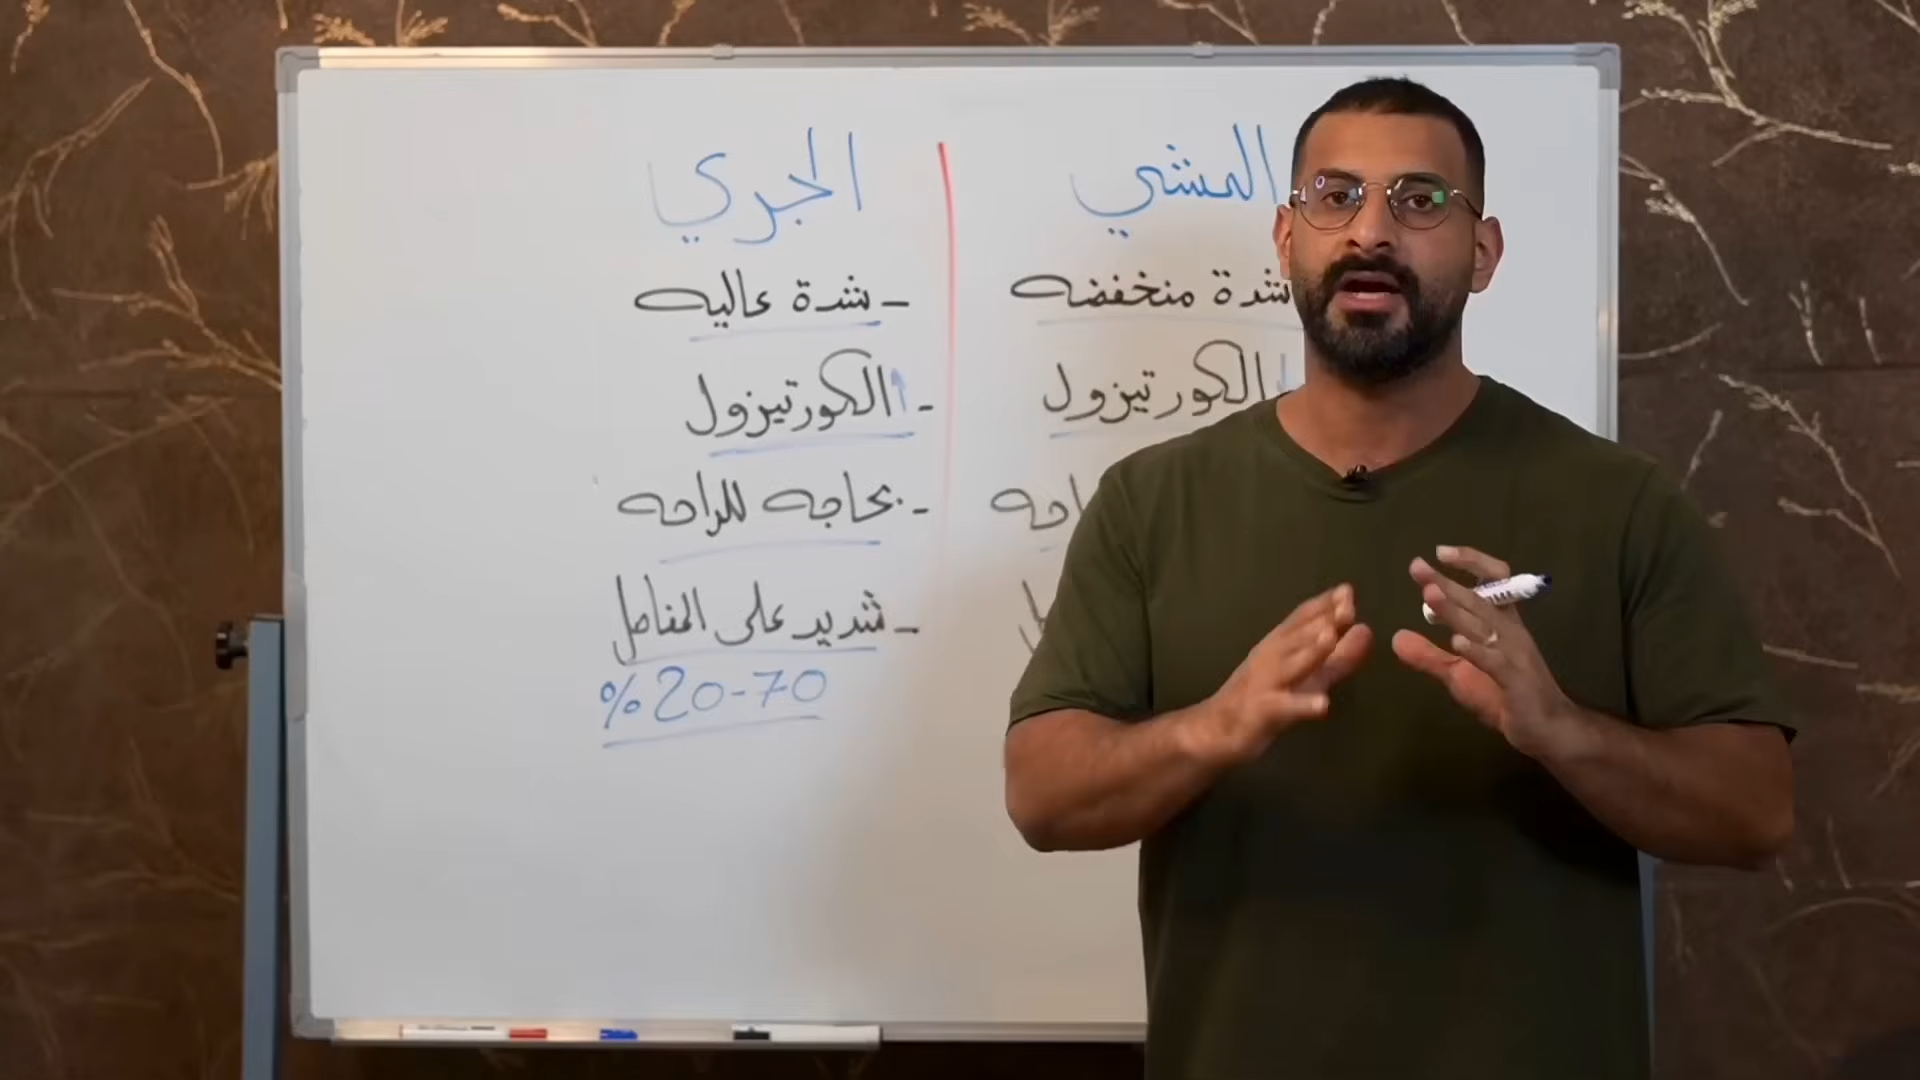 المشي
شدة منخفضه
الكورتيزول
الجري
- شدة عاليه
- الكورتيزول
- بحاجه للراحه
- شديد على المفاصل
% 20-70